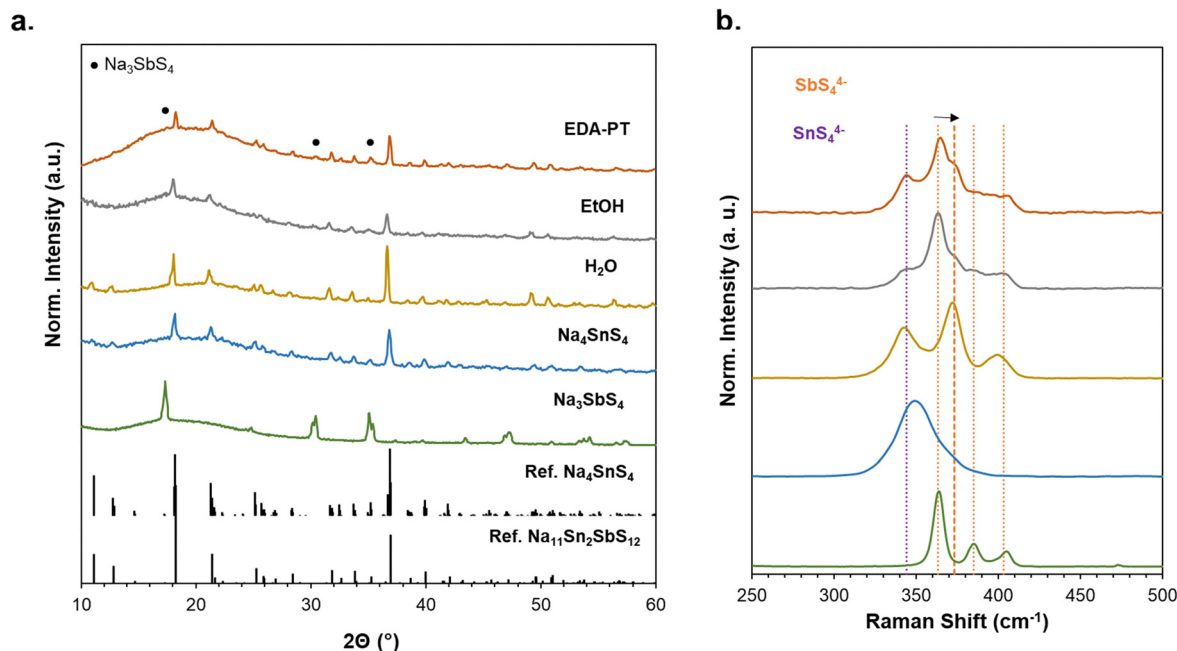 a.
• Na₃SbS₄
EDA-PT
EtOH
H₂O
Na₄SnS₄
Na₃SbS₄
Ref. Na₄SnS₄
Ref. Na₁₁Sn₂SbS₁₂
Norm. Intensity (a.u.)
10 20 30 40 50 60
2Θ (°)
b.
SbS₄⁴⁻
SnS₄⁴⁻
Norm. Intensity (a. u.)
250 300 350 400 450 500
Raman Shift (cm⁻¹)